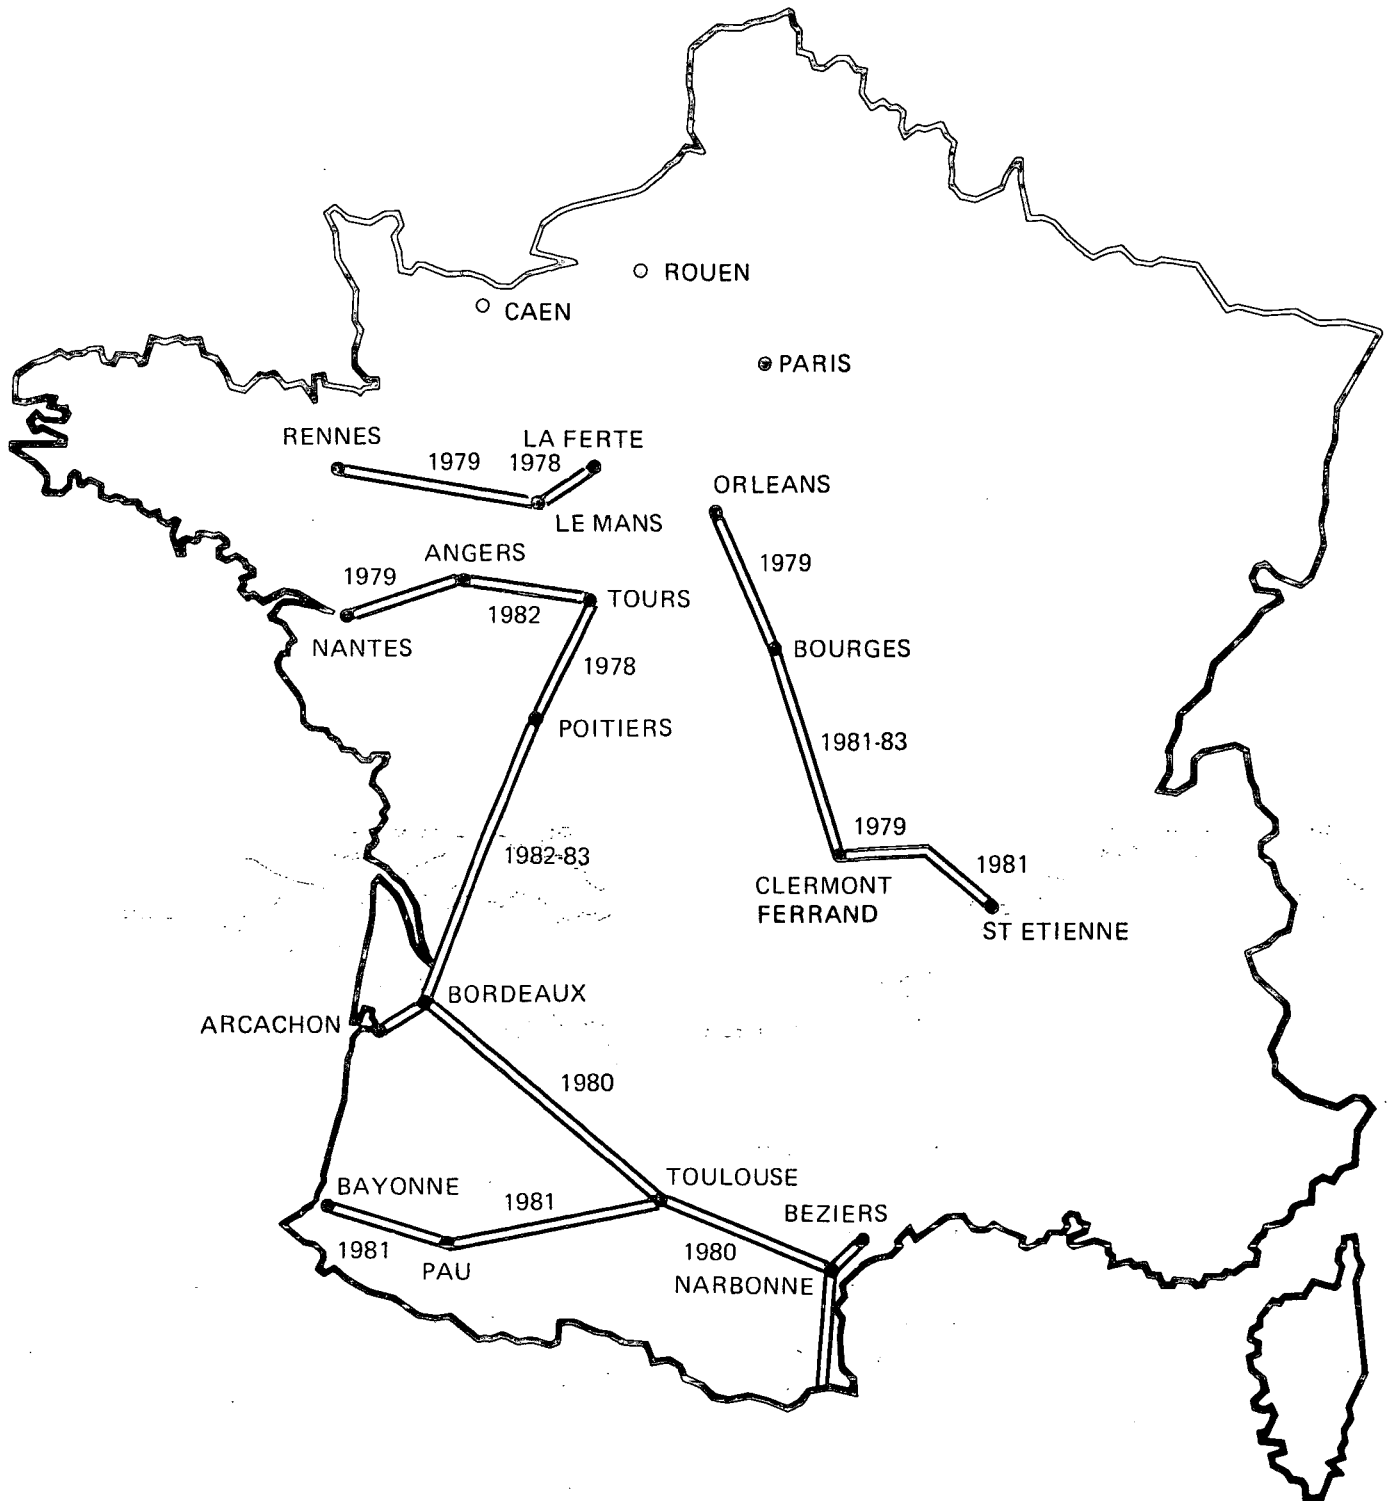 ROUEN
CAEN
PARIS
RENNES
LA FERTE
1979
1978
ORLEANS
LE MANS
ANGERS
1979
1979
1982
TOURS
NANTES
BOURGES
1978
POITIERS
1981-83
1979
1982-83
1981
CLERMONT
FERRAND
ST ETIENNE
BORDEAUX
ARCACHON
1980
TOULOUSE
BAYONNE
1981
BEZIERS
1981
1980
PAU
NARBONNE